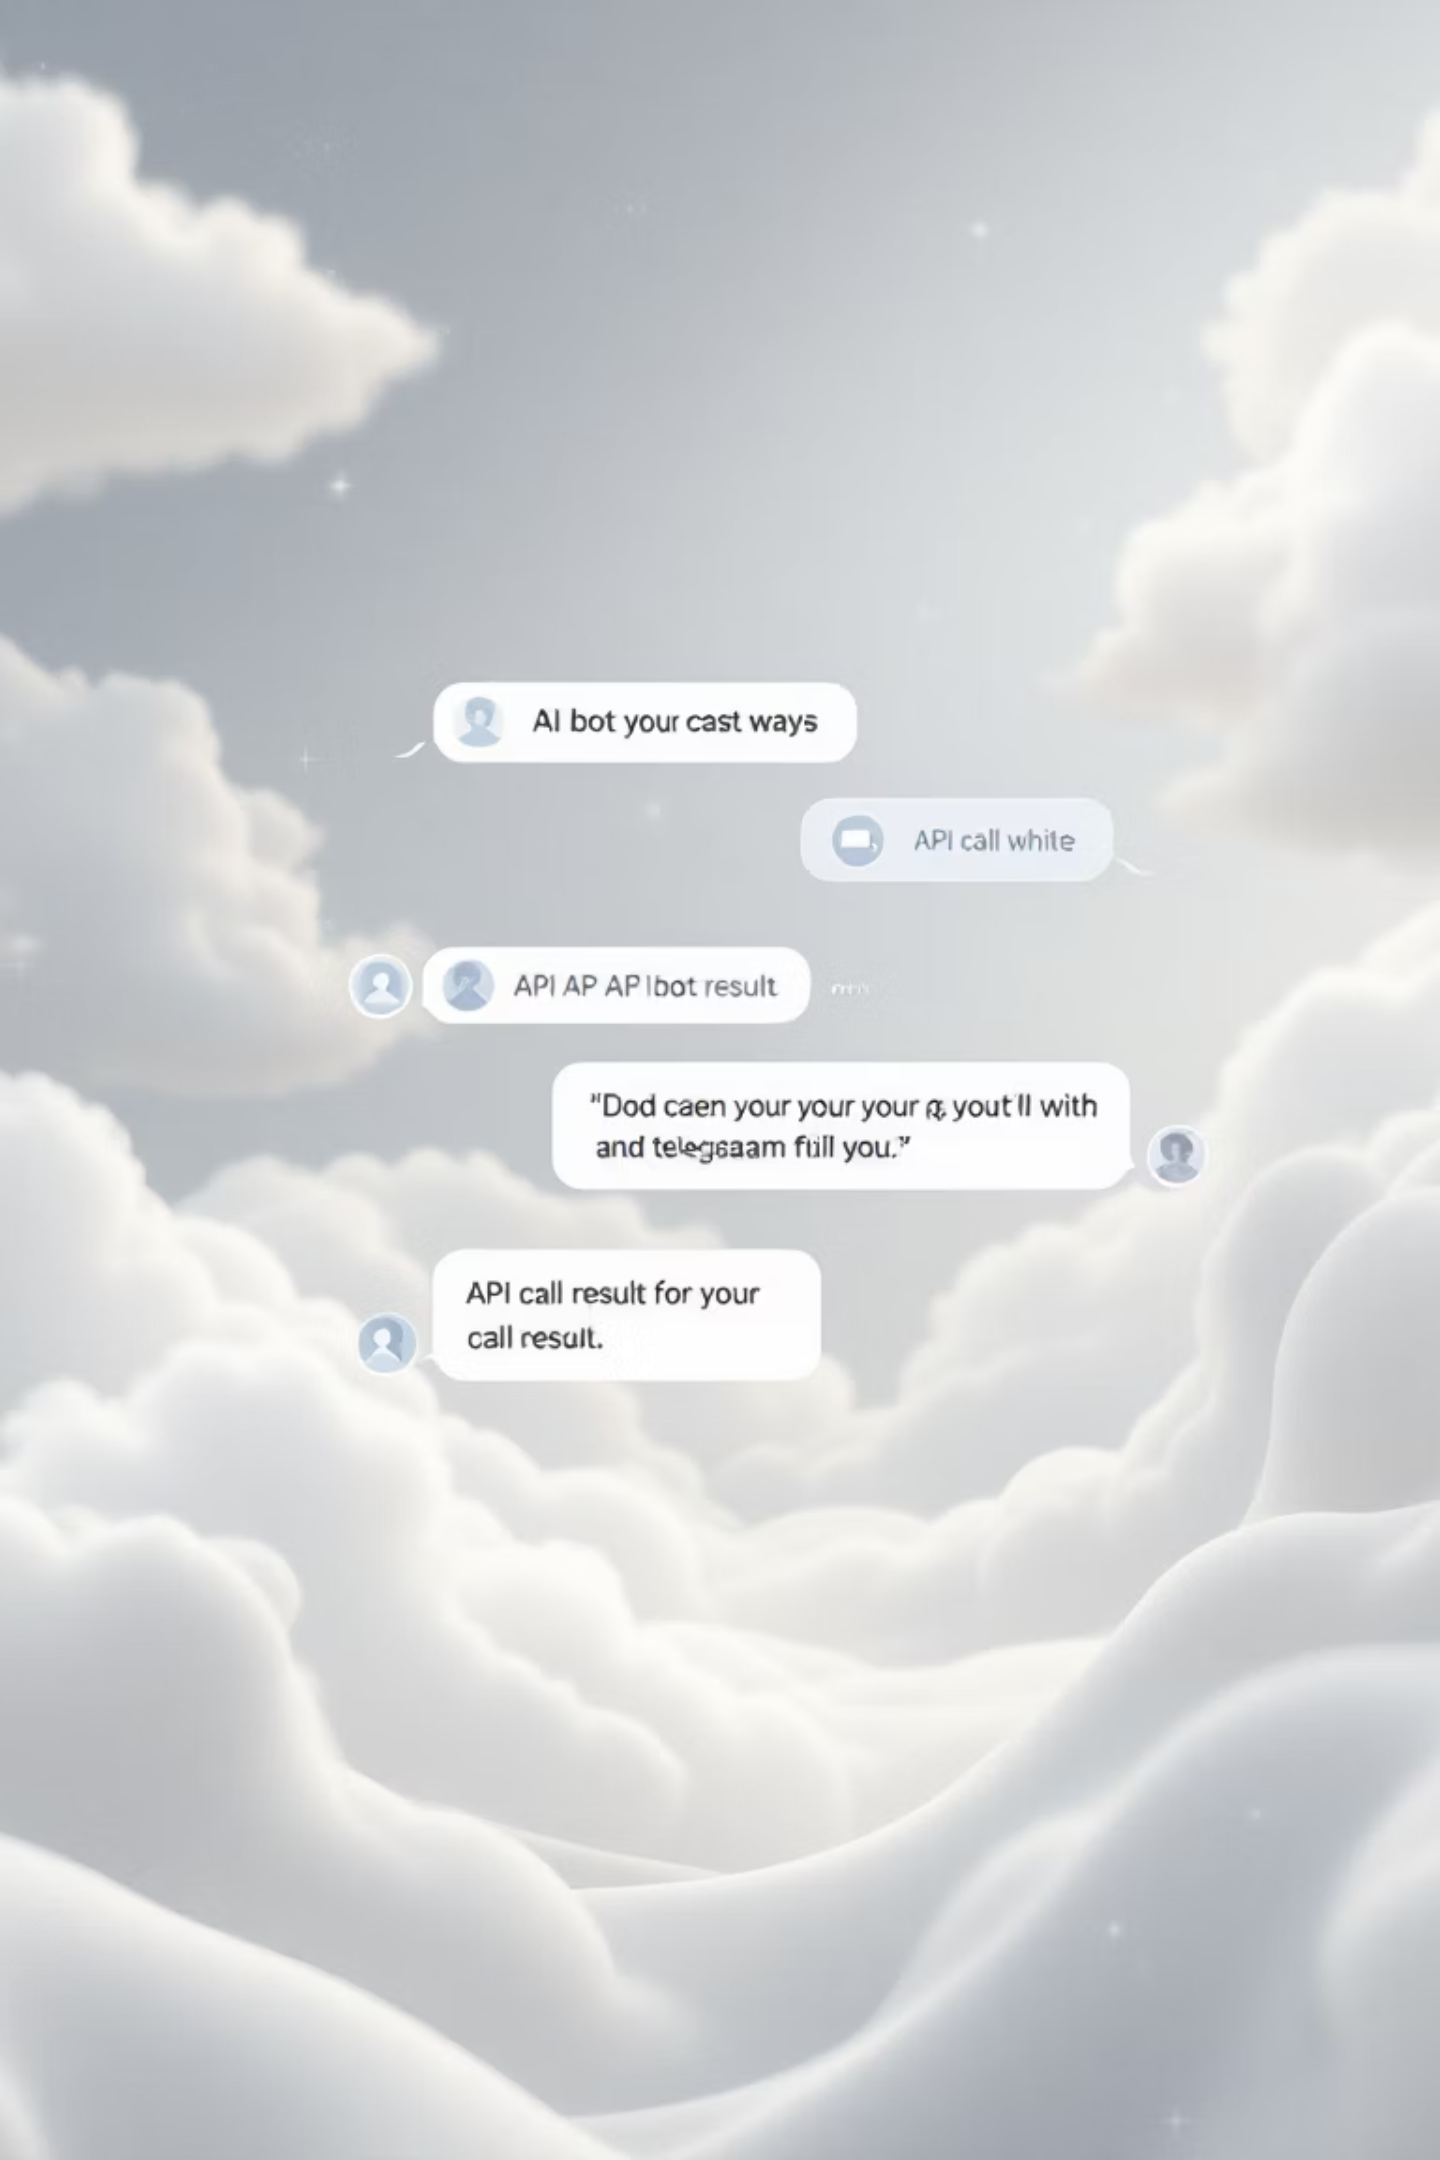 AI bot your cast ways
API call white
API AP AP Ibot result
"Dod caen your your your yout'll with
and telegsaam full you."
API call result for your
call result.